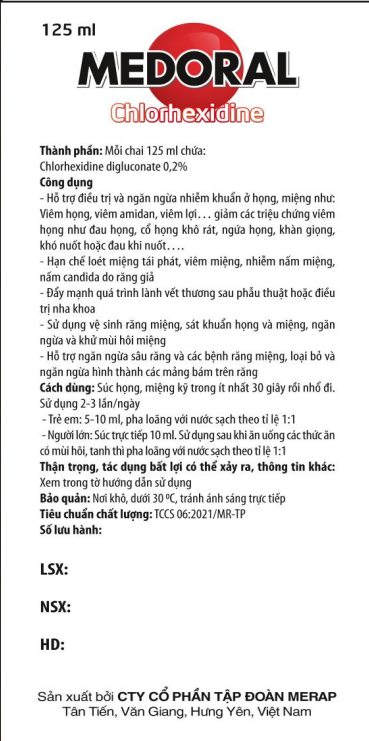 125 ml
MEDORAL
Chlorhexidine
Thành phần: Mỗi chai 125 ml chứa:
Chlorhexidine digluconate 0,2%
Công dụng
- Hỗ trợ điều trị và ngăn ngừa nhiễm khuẩn ở họng, miệng như:
Viêm họng, viêm amidan, viêm lợi… giảm các triệu chứng viêm
họng như đau họng, cổ họng khô rát, ngứa họng, khàn giọng,
khó nuốt hoặc đau khi nuốt….
- Hạn chế loét miệng tái phát, viêm miệng, nhiễm nấm miệng,
nấm candida do răng giả
- Đẩy mạnh quá trình lành vết thương sau phẫu thuật hoặc điều
trị nha khoa
- Sử dụng vệ sinh răng miệng, sát khuẩn họng và miệng, ngăn
ngừa và khử mùi hôi miệng
- Hỗ trợ ngăn ngừa sâu răng và các bệnh răng miệng, loại bỏ và
ngăn ngừa hình thành các mảng bám trên răng
Cách dùng: Súc họng, miệng kỹ trong ít nhất 30 giây rồi nhổ đi.
Sử dụng 2-3 lần/ngày
- Trẻ em: 5-10 ml, pha loãng với nước sạch theo tỉ lệ 1:1
- Người lớn: Súc trực tiếp 10 ml. Sử dụng sau khi ăn uống các thức ăn
có mùi hôi, tanh thì pha loãng với nước sạch theo tỉ lệ 1:1
Thận trọng, tác dụng bất lợi có thể xảy ra, thông tin khác:
Xem trong tờ hướng dẫn sử dụng
Bảo quản: Nơi khô, dưới 30 ºC, tránh ánh sáng trực tiếp
Tiêu chuẩn chất lượng: TCCS 06:2021/MR-TP
Số lưu hành:
LSX:
NSX:
HD:
Sản xuất bởi CTY CỔ PHẦN TẬP ĐOÀN MERAP
Tân Tiến, Văn Giang, Hưng Yên, Việt Nam